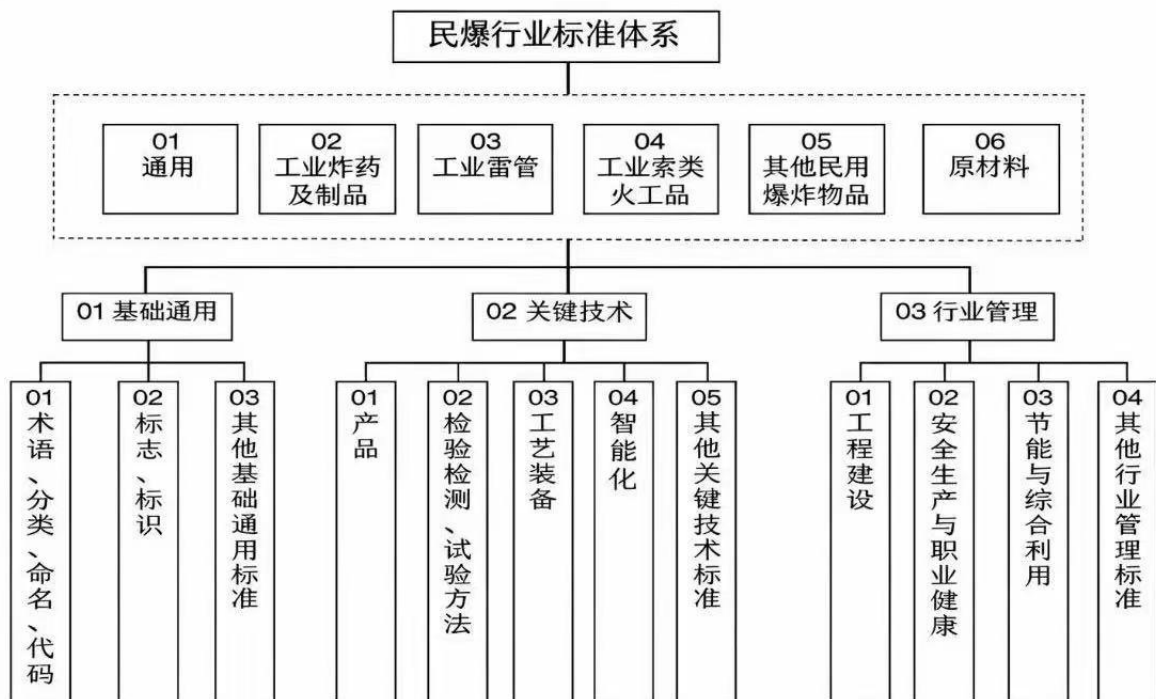 民爆行业标准体系
01
通用
02
工业炸药
及制品
03
工业雷管
04
工业索类
火工品
05
其他民用
爆炸物品
06
原材料
01 基础通用
02 关键技术
03 行业管理
01
术语、分类、命名、代码
02
标志、标识
03
其他基础通用标准
01
产品
02
检验检测、试验方法
03
工艺装备
04
智能化
05
其他关键技术标准
01
工程建设
02
安全生产与职业健康
03
节能与综合利用
04
其他行业管理标准